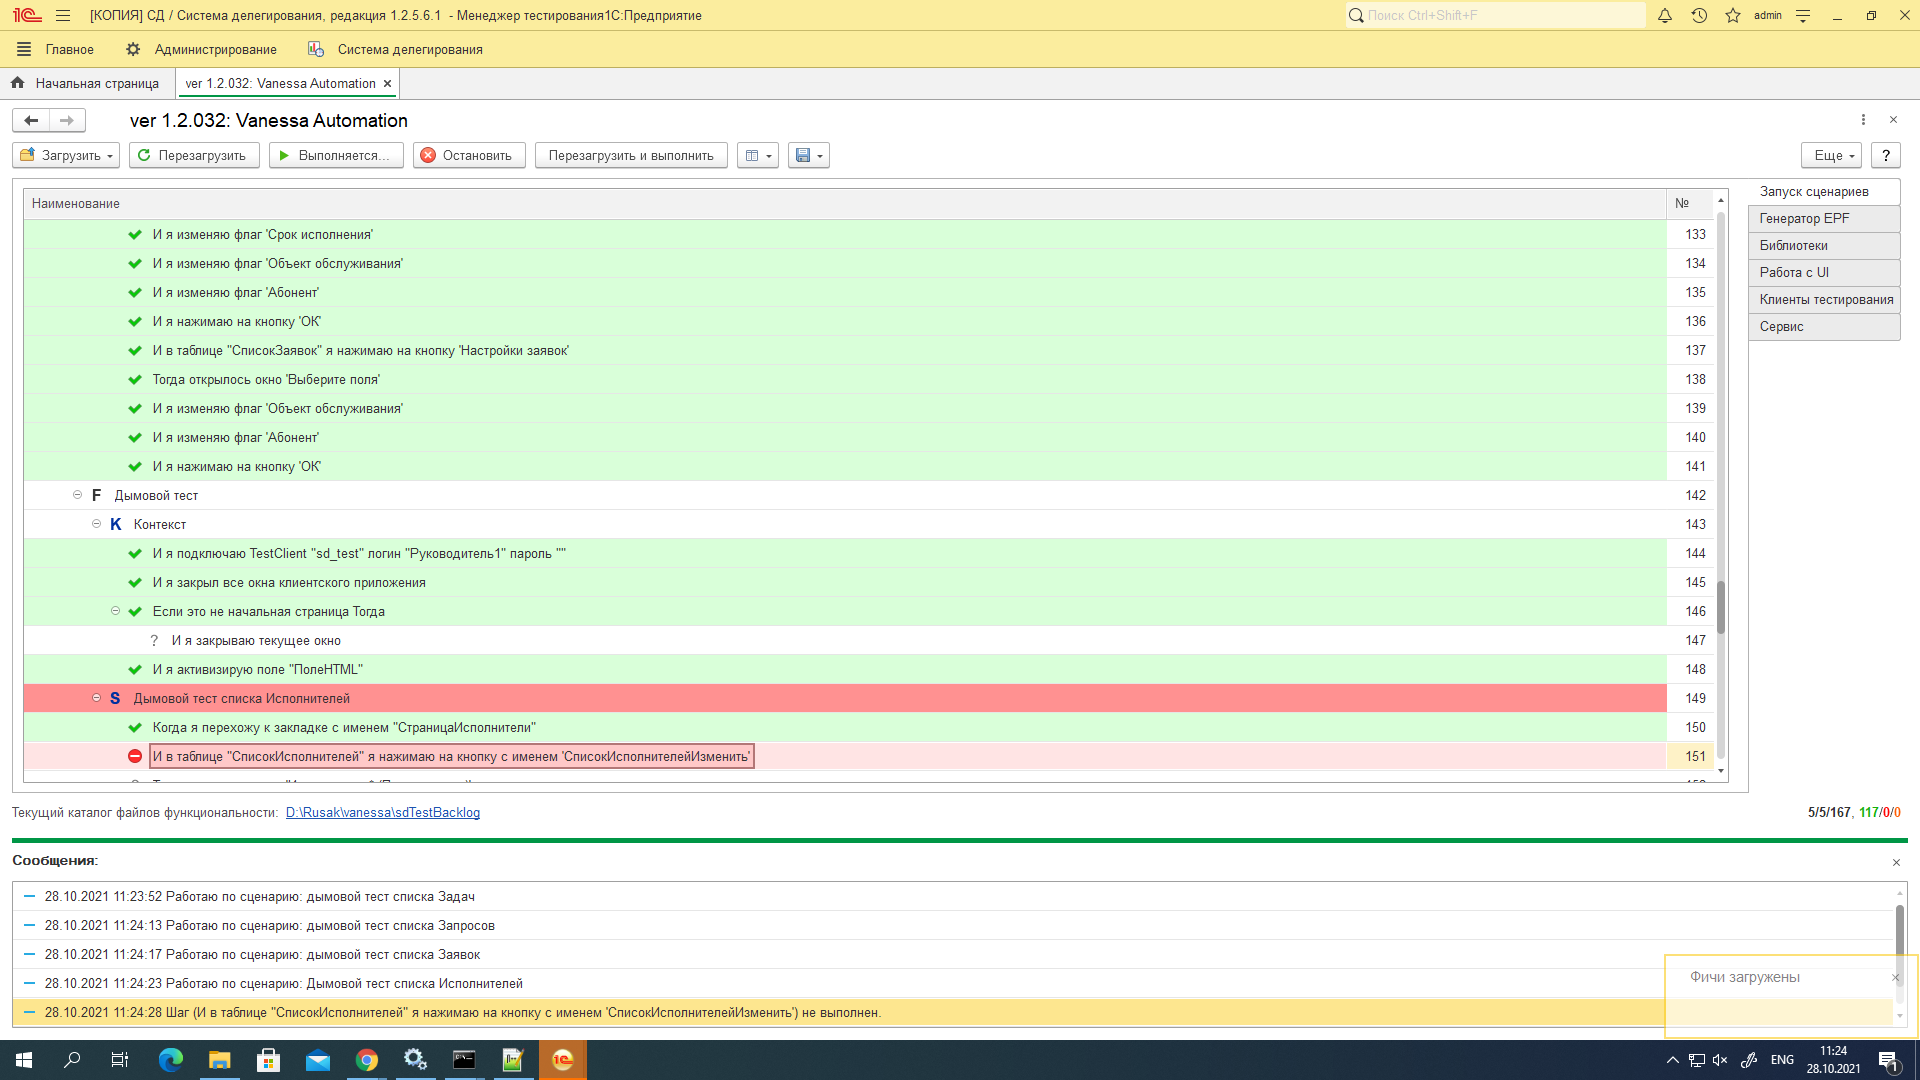 [КОПИЯ] СД / Система делегирования, редакция 1.2.5.6.1 - Менеджер тестирования1С:Предприятие
Поиск Ctrl+Shift+F
admin
Главное
Администрирование
Система делегирования
Начальная страница
ver 1.2.032: Vanessa Automation
ver 1.2.032: Vanessa Automation
Загрузить
Перезагрузить
Выполняется...
Остановить
Перезагрузить и выполнить
Еще
?
Наименование №
И я изменяю флаг 'Срок исполнения' 133
И я изменяю флаг 'Объект обслуживания' 134
И я изменяю флаг 'Абонент' 135
И я нажимаю на кнопку 'ОК' 136
И в таблице "СписокЗаявок" я нажимаю на кнопку 'Настройки заявок' 137
Тогда открылось окно 'Выберите поля' 138
И я изменяю флаг 'Объект обслуживания' 139
И я изменяю флаг 'Абонент' 140
И я нажимаю на кнопку 'ОК' 141
F Дымовой тест 142
K Контекст 143
И я подключаю TestClient "sd_test" логин "Руководитель1" пароль "" 144
И я закрыл все окна клиентского приложения 145
Если это не начальная страница Тогда 146
? И я закрываю текущее окно 147
И я активизирую поле "ПолеHTML" 148
S Дымовой тест списка Исполнителей 149
Когда я перехожу к закладке с именем "СтраницаИсполнители" 150
И в таблице "СписокИсполнителей" я нажимаю на кнопку с именем 'СписокИсполнителейИзменить' 151
Запуск сценариев
Генератор EPF
Библиотеки
Работа с UI
Клиенты тестирования
Сервис
Текущий каталог файлов функциональности: D:\Rusak\vanessa\sdTestBacklog
5/5/167, 117/0/0
Сообщения:
28.10.2021 11:23:52 Работаю по сценарию: дымовой тест списка Задач
28.10.2021 11:24:13 Работаю по сценарию: дымовой тест списка Запросов
28.10.2021 11:24:17 Работаю по сценарию: дымовой тест списка Заявок
28.10.2021 11:24:23 Работаю по сценарию: Дымовой тест списка Исполнителей
28.10.2021 11:24:28 Шаг (И в таблице "СписокИсполнителей" я нажимаю на кнопку с именем 'СписокИсполнителейИзменить') не выполнен.
Фичи загружены
ENG
11:24
28.10.2021
1